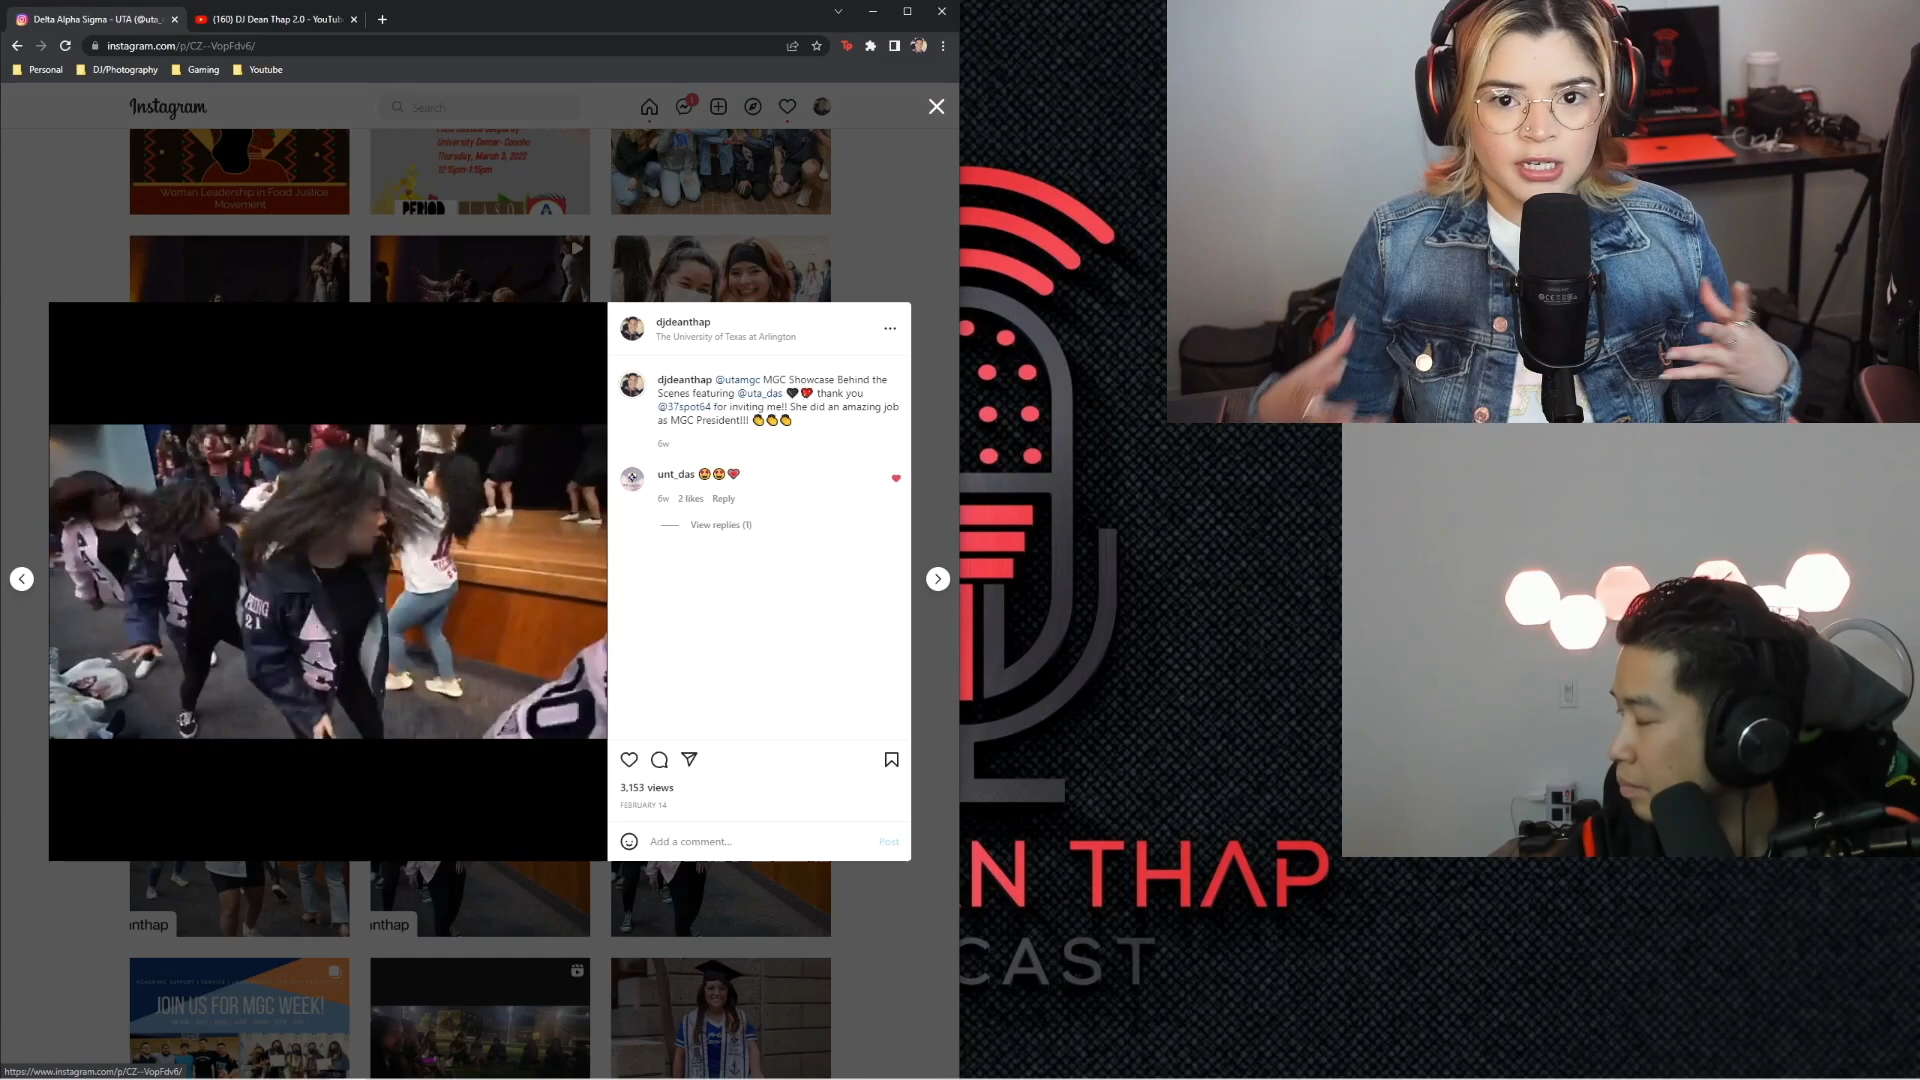 Delta Alpha Sigma - UTA (@uta_
(160) DJ Dean Thap 2.0 - YouTub
instagram.com/p/CZ--VopFdv6/
Personal
DJ/Photography
Gaming
Youtube
Instagram
Search
1
University Center- Concho
Thursday, March 3, 2022
12:15pm-1:15pm
Woman Leadership in Food Justice
Movement
PERIOD
djdeanthap
The University of Texas at Arlington
djdeanthap @utamgc MGC Showcase Behind the
Scenes featuring @uta_das 🖤💖 thank you
@37spot64 for inviting me!! She did an amazing job
as MGC President!!! 👏👏👏
6w
unt_das 😍😍💗
6w 2 likes Reply
View replies (1)
21
3,153 views
FEBRUARY 14
Add a comment...
Post
N THAP
CAST
nthap
nthap
JOIN US FOR MGC WEEK!
https://www.instagram.com/p/CZ--VopFdv6/